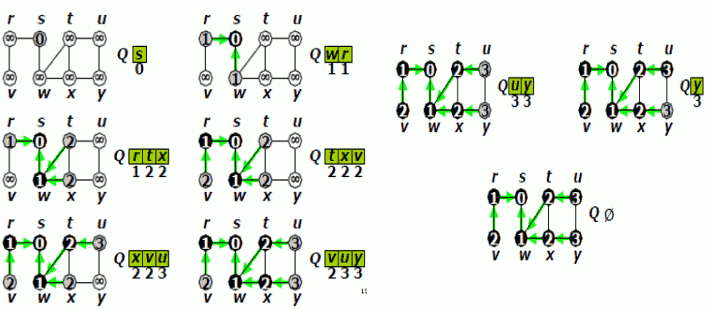 r s t u
∞ 0 ∞ ∞
Q s
0
∞ ∞ ∞ ∞
v w x y
r s t u
1 0 ∞ ∞
Q w r
1 1
∞ 1 ∞ ∞
v w x y
r s t u
1 0 2 ∞
Q r t x
1 2 2
∞ 1 2 ∞
v w x y
r s t u
1 0 2 ∞
Q t x v
2 2 2
2 1 2 ∞
v w x y
r s t u
1 0 2 3
Q x v u
2 2 3
2 1 2 ∞
v w x y
r s t u
1 0 2 3
Q v u y
2 3 3
2 1 2 3
v w x y
r s t u
1 0 2 3
Q u y
3 3
2 1 2 3
v w x y
r s t u
1 0 2 3
Q y
3
2 1 2 3
v w x y
r s t u
1 0 2 3
Q ∅
2 1 2 3
v w x y